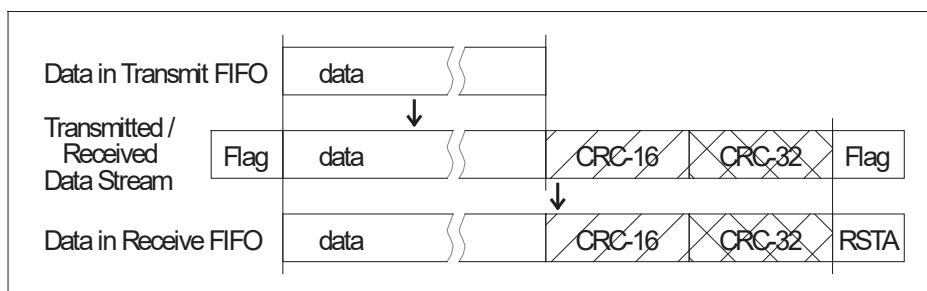 Data in Transmit FIFO data
Transmitted /
Received
Data Stream
Flag data CRC-16 CRC-32 Flag
Data in Receive FIFO data CRC-16 CRC-32 RSTA